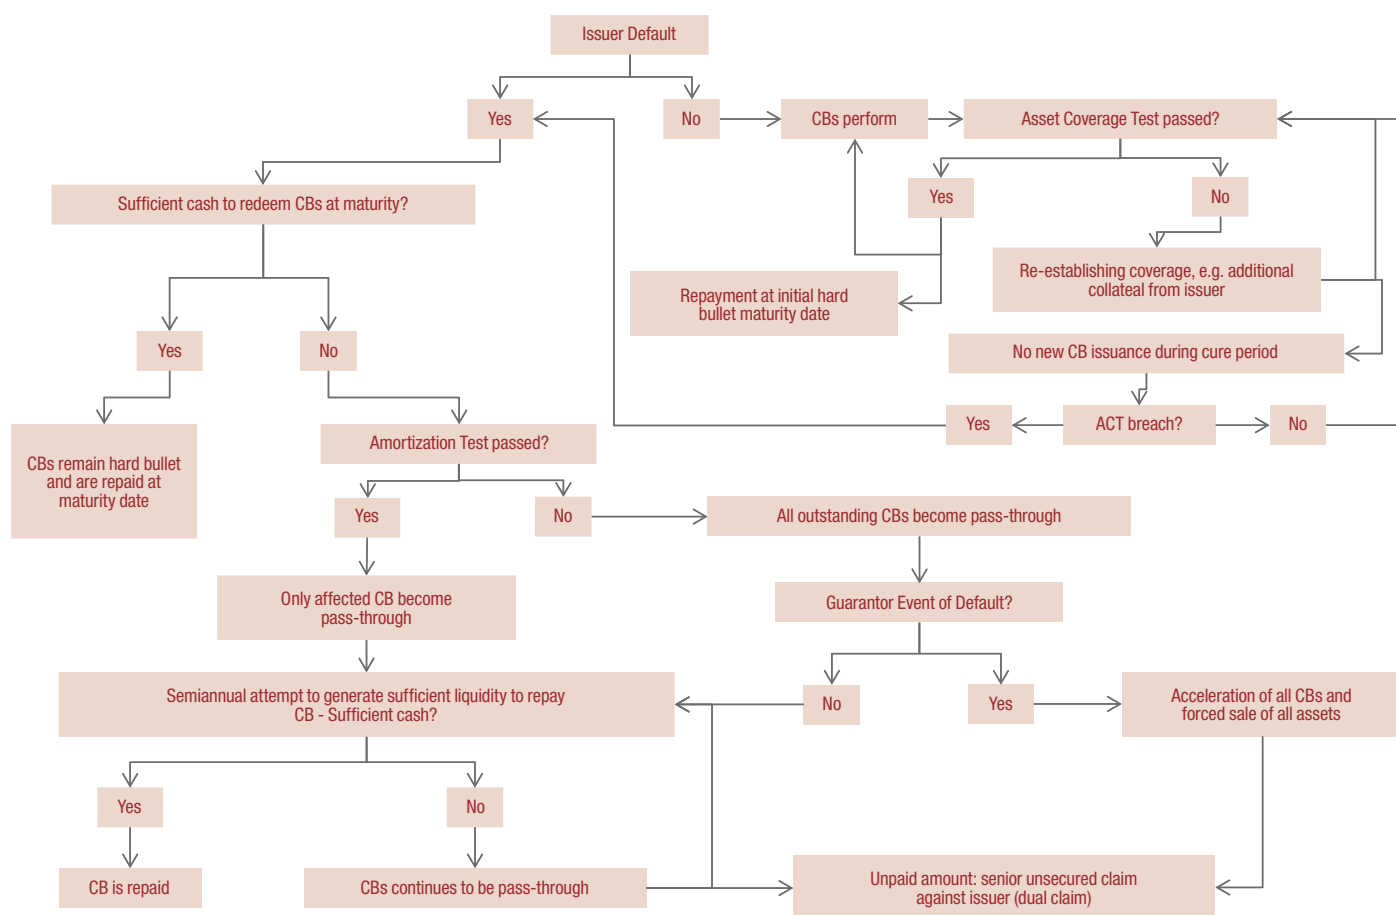 Issuer Default
Yes
No
CBs perform
Asset Coverage Test passed?
Yes
No
Sufficient cash to redeem CBs at maturity?
Re-establishing coverage, e.g. additional
collateal from issuer
Repayment at initial hard
bullet maturity date
Yes
No
No new CB issuance during cure period
Yes
ACT breach?
No
CBs remain hard bullet
and are repaid at
maturity date
Amortization Test passed?
Yes
No
All outstanding CBs become pass-through
Only affected CB become
pass-through
Guarantor Event of Default?
Semiannual attempt to generate sufficient liquidity to repay
CB - Sufficient cash?
No
Yes
Acceleration of all CBs and
forced sale of all assets
Yes
No
CB is repaid
CBs continues to be pass-through
Unpaid amount: senior unsecured claim
against issuer (dual claim)